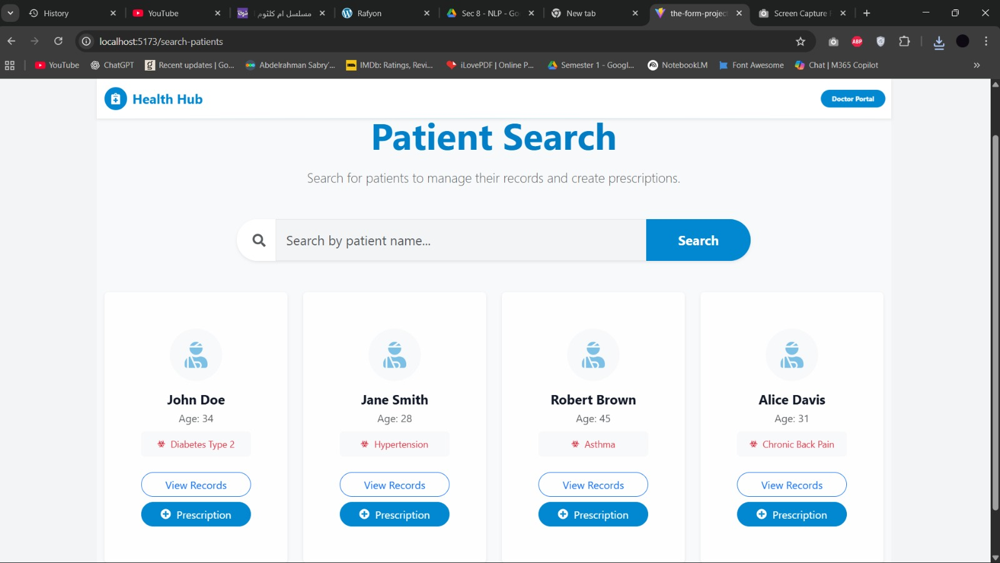 History
YouTube
مسلسل ام كلثوم
Rafyon
Sec 8 - NLP - Go
New tab
the-form-project
Screen Capture
localhost:5173/search-patients
ABP
YouTube
ChatGPT
Recent updates | Go...
Abdelrahman Sabry'...
IMDb: Ratings, Revi...
iLovePDF | Online P...
Semester 1 - Googl...
NotebookLM
Font Awesome
Chat | M365 Copilot
Health Hub
Doctor Portal
Patient Search
Search for patients to manage their records and create prescriptions.
Search by patient name...
Search
John Doe
Age: 34
Diabetes Type 2
View Records
Prescription
Jane Smith
Age: 28
Hypertension
View Records
Prescription
Robert Brown
Age: 45
Asthma
View Records
Prescription
Alice Davis
Age: 31
Chronic Back Pain
View Records
Prescription